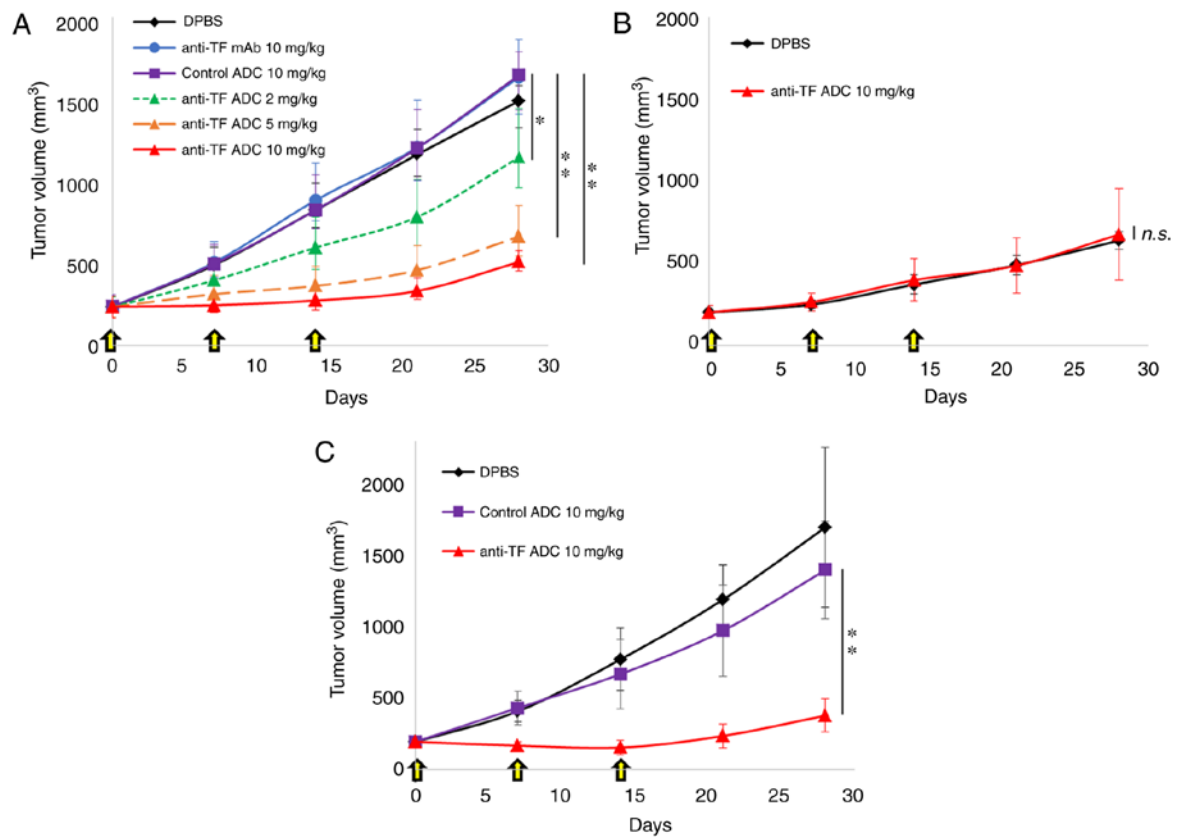 A
Tumor volume (mm³)
2000
1500
1000
500
0
DPBS
anti-TF mAb 10 mg/kg
Control ADC 10 mg/kg
anti-TF ADC 2 mg/kg
anti-TF ADC 5 mg/kg
anti-TF ADC 10 mg/kg
*
**
**
0 5 10 15 20 25 30
Days
B
Tumor volume (mm³)
2000
1500
1000
500
0
DPBS
anti-TF ADC 10 mg/kg
n.s.
0 5 10 15 20 25 30
Days
C
Tumor volume (mm³)
2000
1500
1000
500
0
DPBS
Control ADC 10 mg/kg
anti-TF ADC 10 mg/kg
**
0 5 10 15 20 25 30
Days